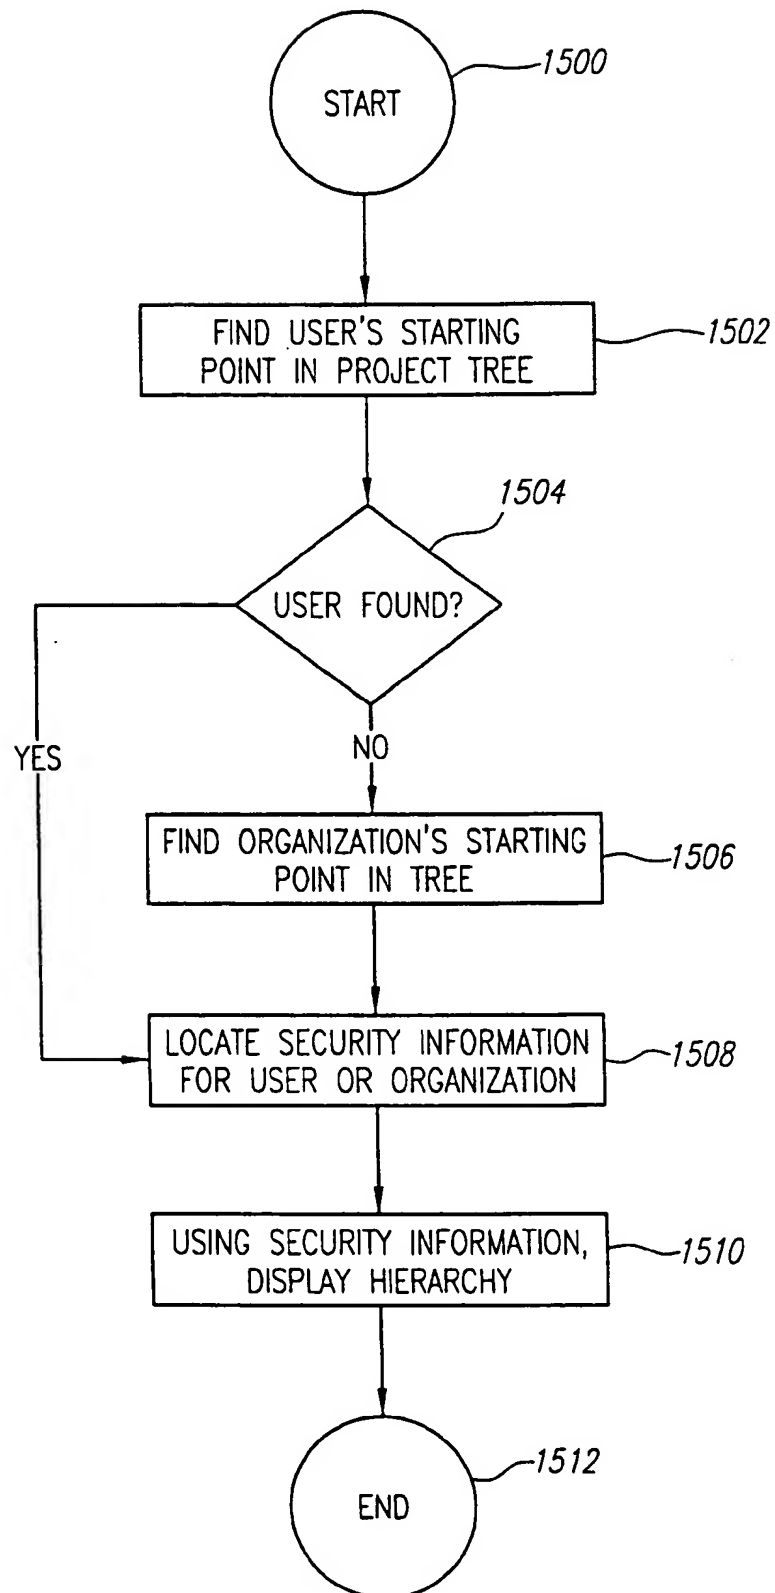 START
1500
FIND USER'S STARTING
POINT IN PROJECT TREE
1502
1504
USER FOUND?
YES
NO
FIND ORGANIZATION'S STARTING
POINT IN TREE
1506
LOCATE SECURITY INFORMATION
FOR USER OR ORGANIZATION
1508
USING SECURITY INFORMATION,
DISPLAY HIERARCHY
1510
1512
END